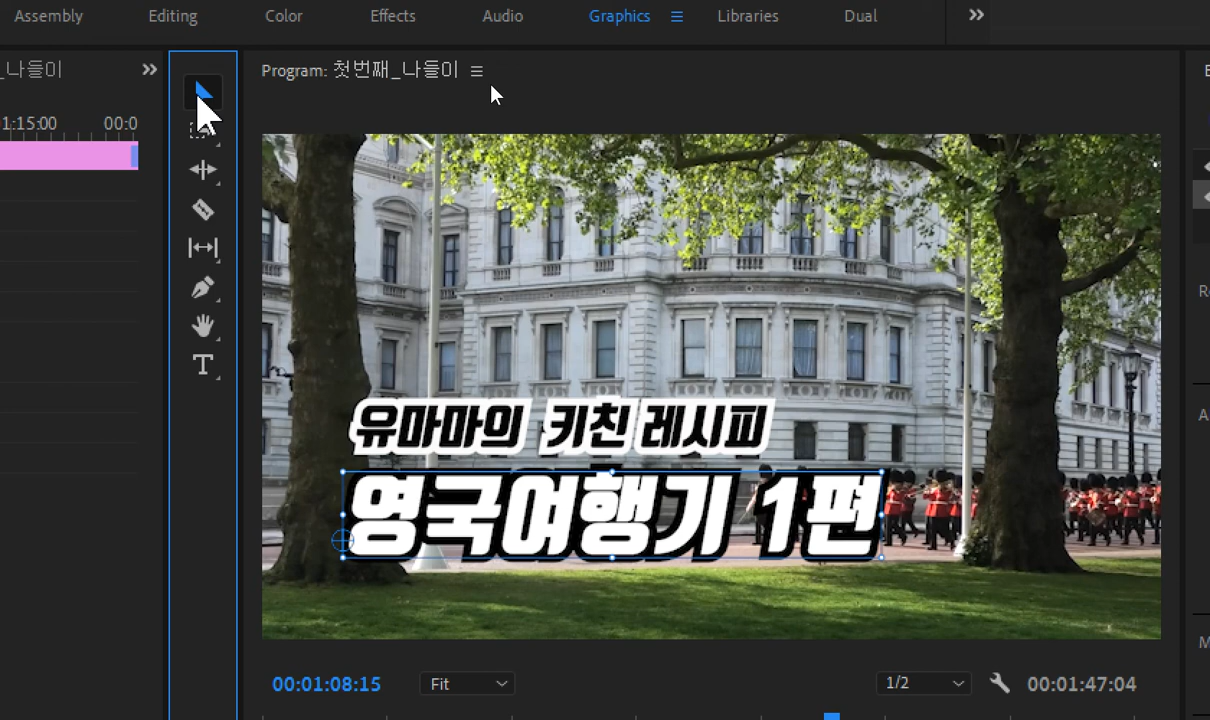 Assembly Editing Color Effects Audio Graphics Libraries Dual
_나들이
Program: 첫번째_나들이
1:15:00 00:0
유마마의 키친 레시피
영국여행기 1편
00:01:08:15 Fit 1/2 00:01:47:04